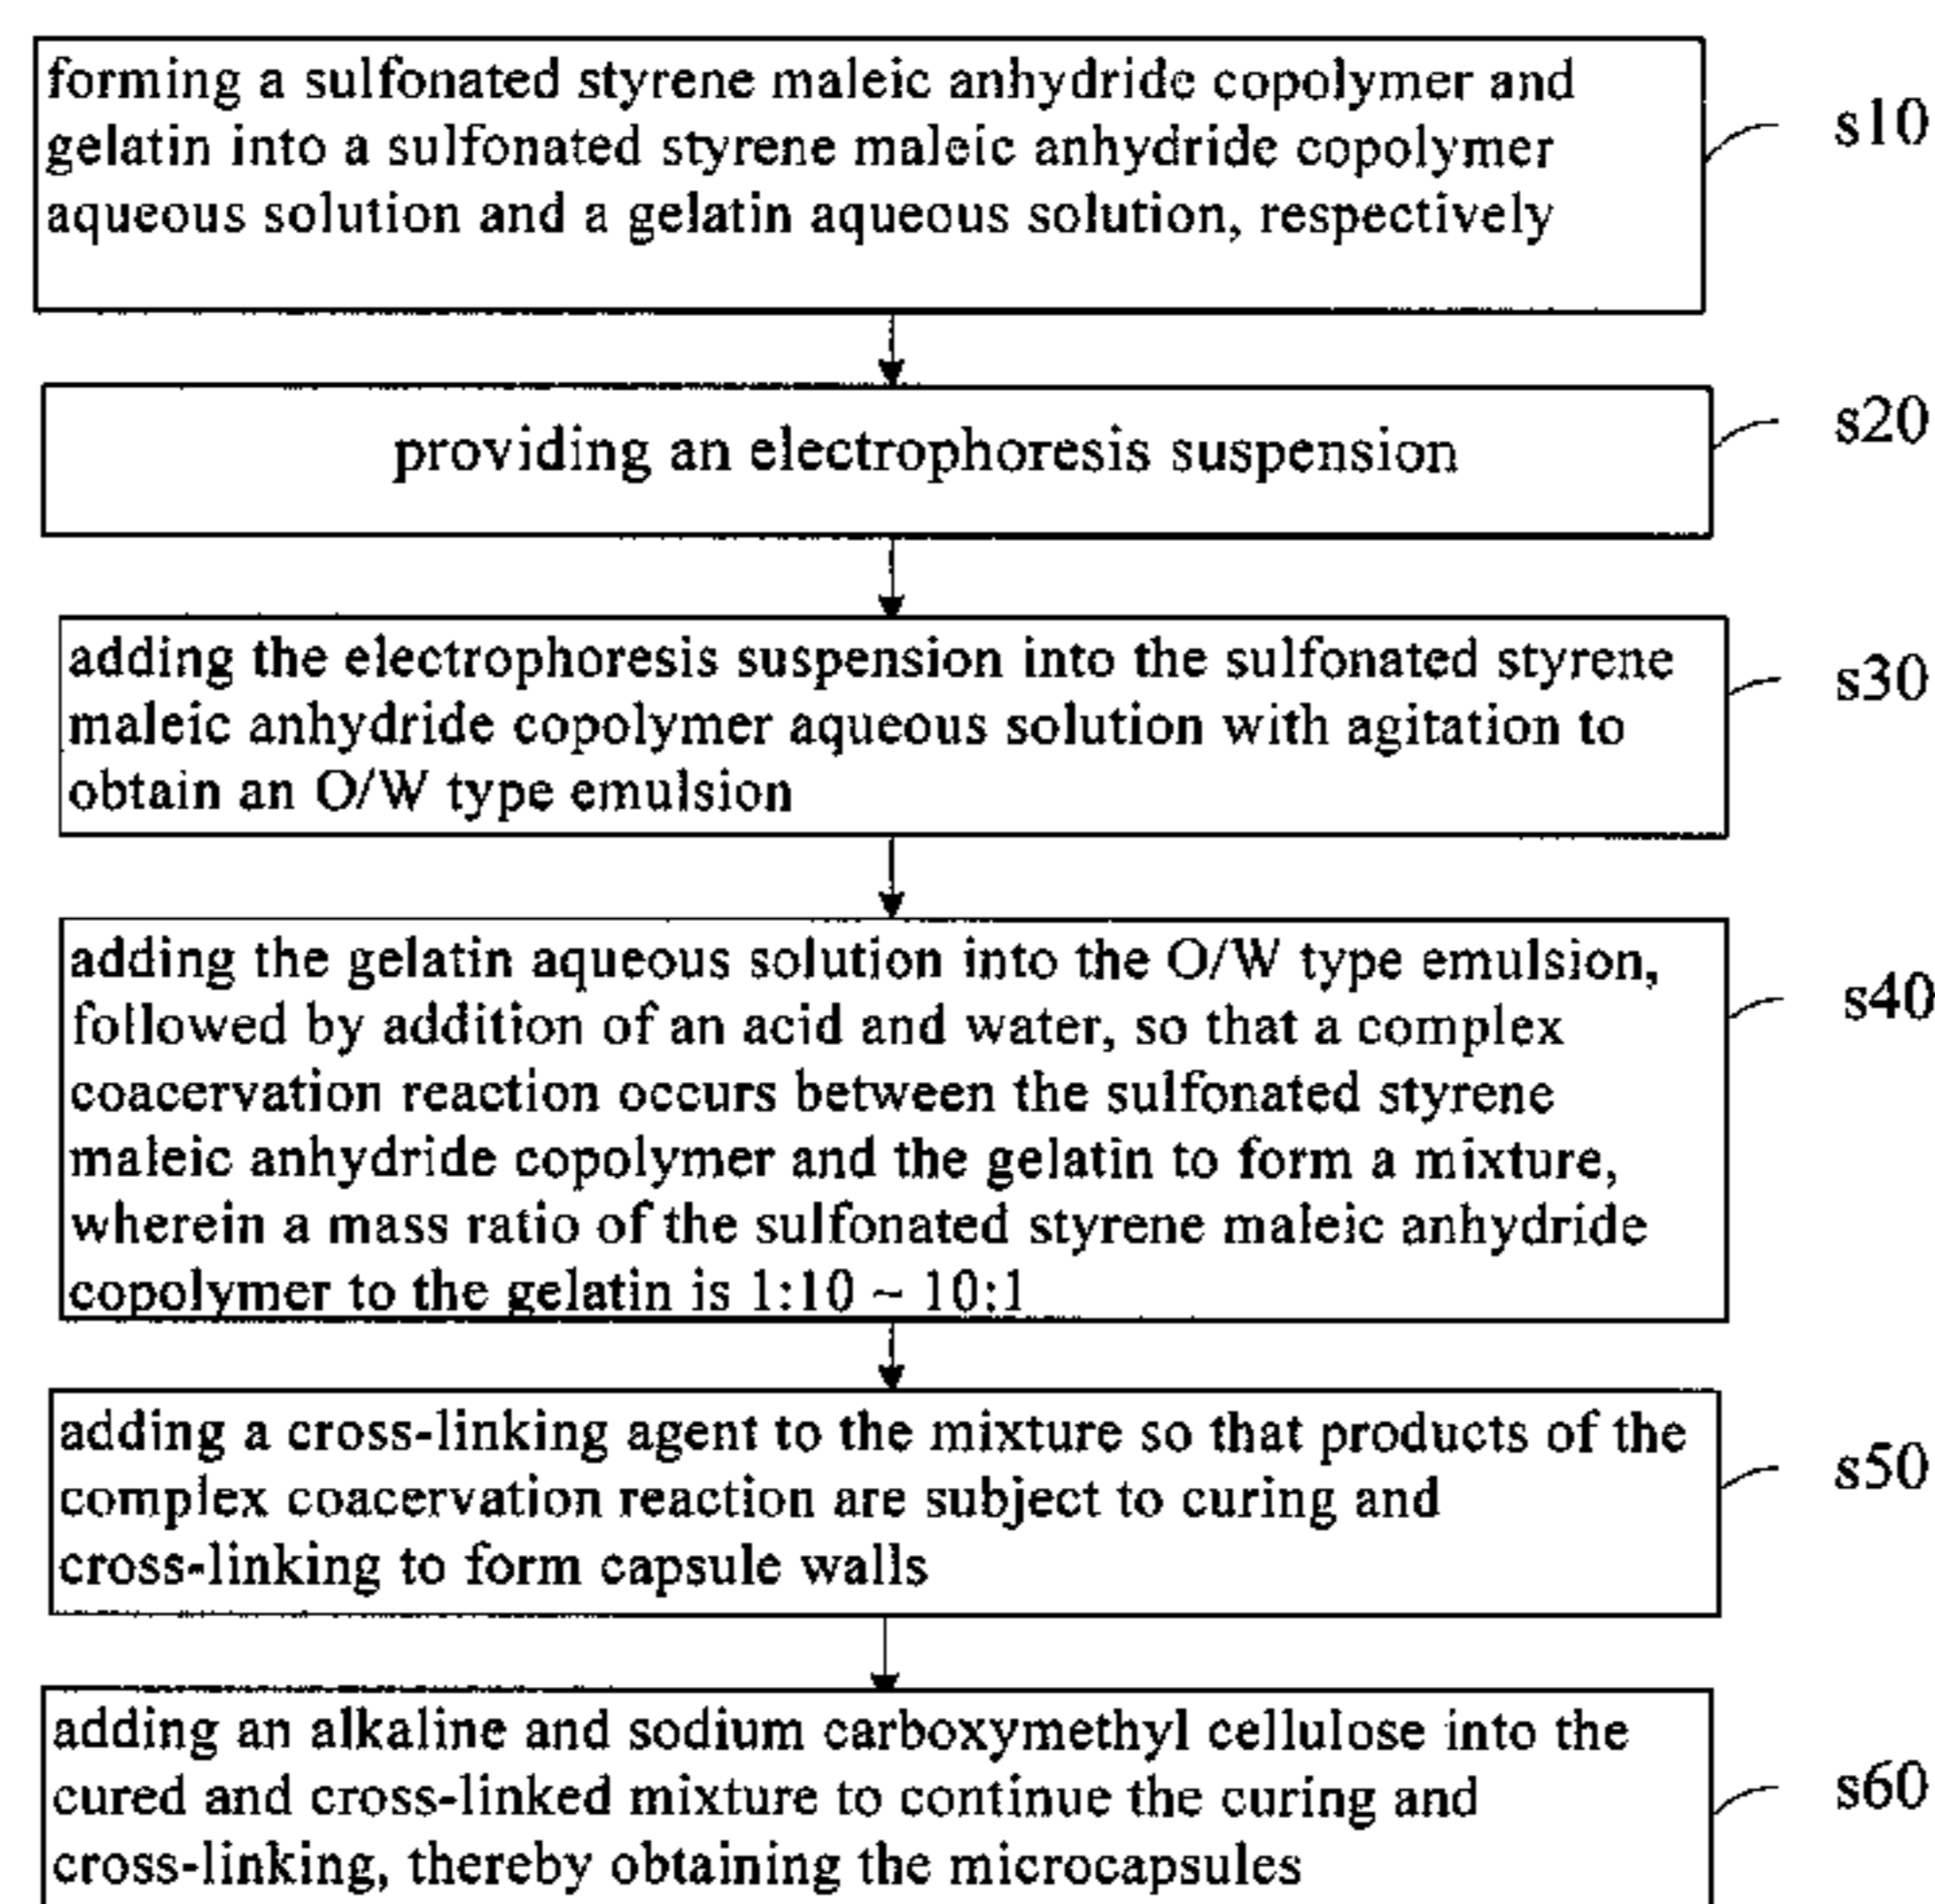 forming a sulfonated styrene maleic anhydride copolymer and
gelatin into a sulfonated styrene maleic anhydride copolymer
aqueous solution and a gelatin aqueous solution, respectively
s10
providing an electrophoresis suspension
s20
adding the electrophoresis suspension into the sulfonated styrene
maleic anhydride copolymer aqueous solution with agitation to
obtain an O/W type emulsion
s30
adding the gelatin aqueous solution into the O/W type emulsion,
followed by addition of an acid and water, so that a complex
coacervation reaction occurs between the sulfonated styrene
maleic anhydride copolymer and the gelatin to form a mixture,
wherein a mass ratio of the sulfonated styrene maleic anhydride
copolymer to the gelatin is 1:10 ~ 10:1
s40
adding a cross-linking agent to the mixture so that products of the
complex coacervation reaction are subject to curing and
cross-linking to form capsule walls
s50
adding an alkaline and sodium carboxymethyl cellulose into the
cured and cross-linked mixture to continue the curing and
cross-linking, thereby obtaining the microcapsules
s60